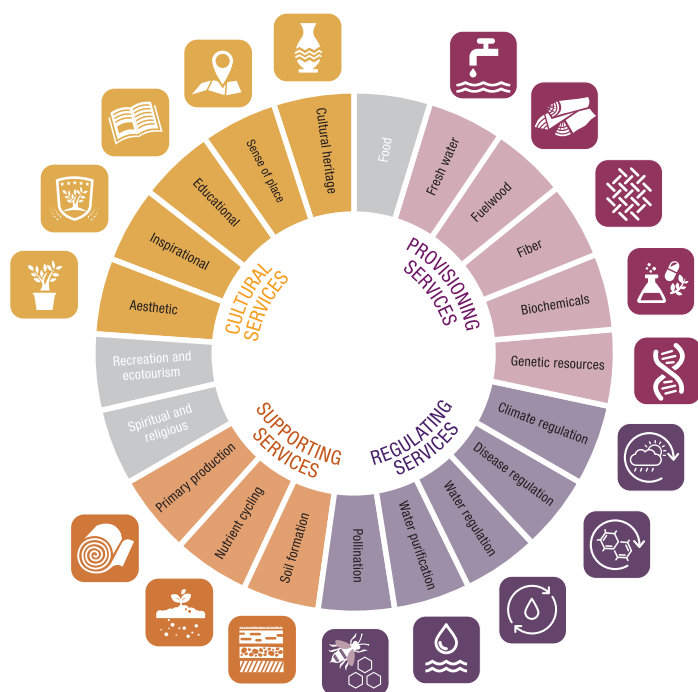 Cultural heritage
Sense of place
Educational
Inspirational
Aesthetic
Recreation and
ecotourism
Spiritual and
religious
CULTURAL
SERVICES
Food
Fresh water
Fuelwood
Fiber
Biochemicals
Genetic resources
PROVISIONING
SERVICES
Climate regulation
Disease regulation
Water regulation
Water purification
Pollination
REGULATING
SERVICES
Soil formation
Nutrient cycling
Primary production
SUPPORTING
SERVICES